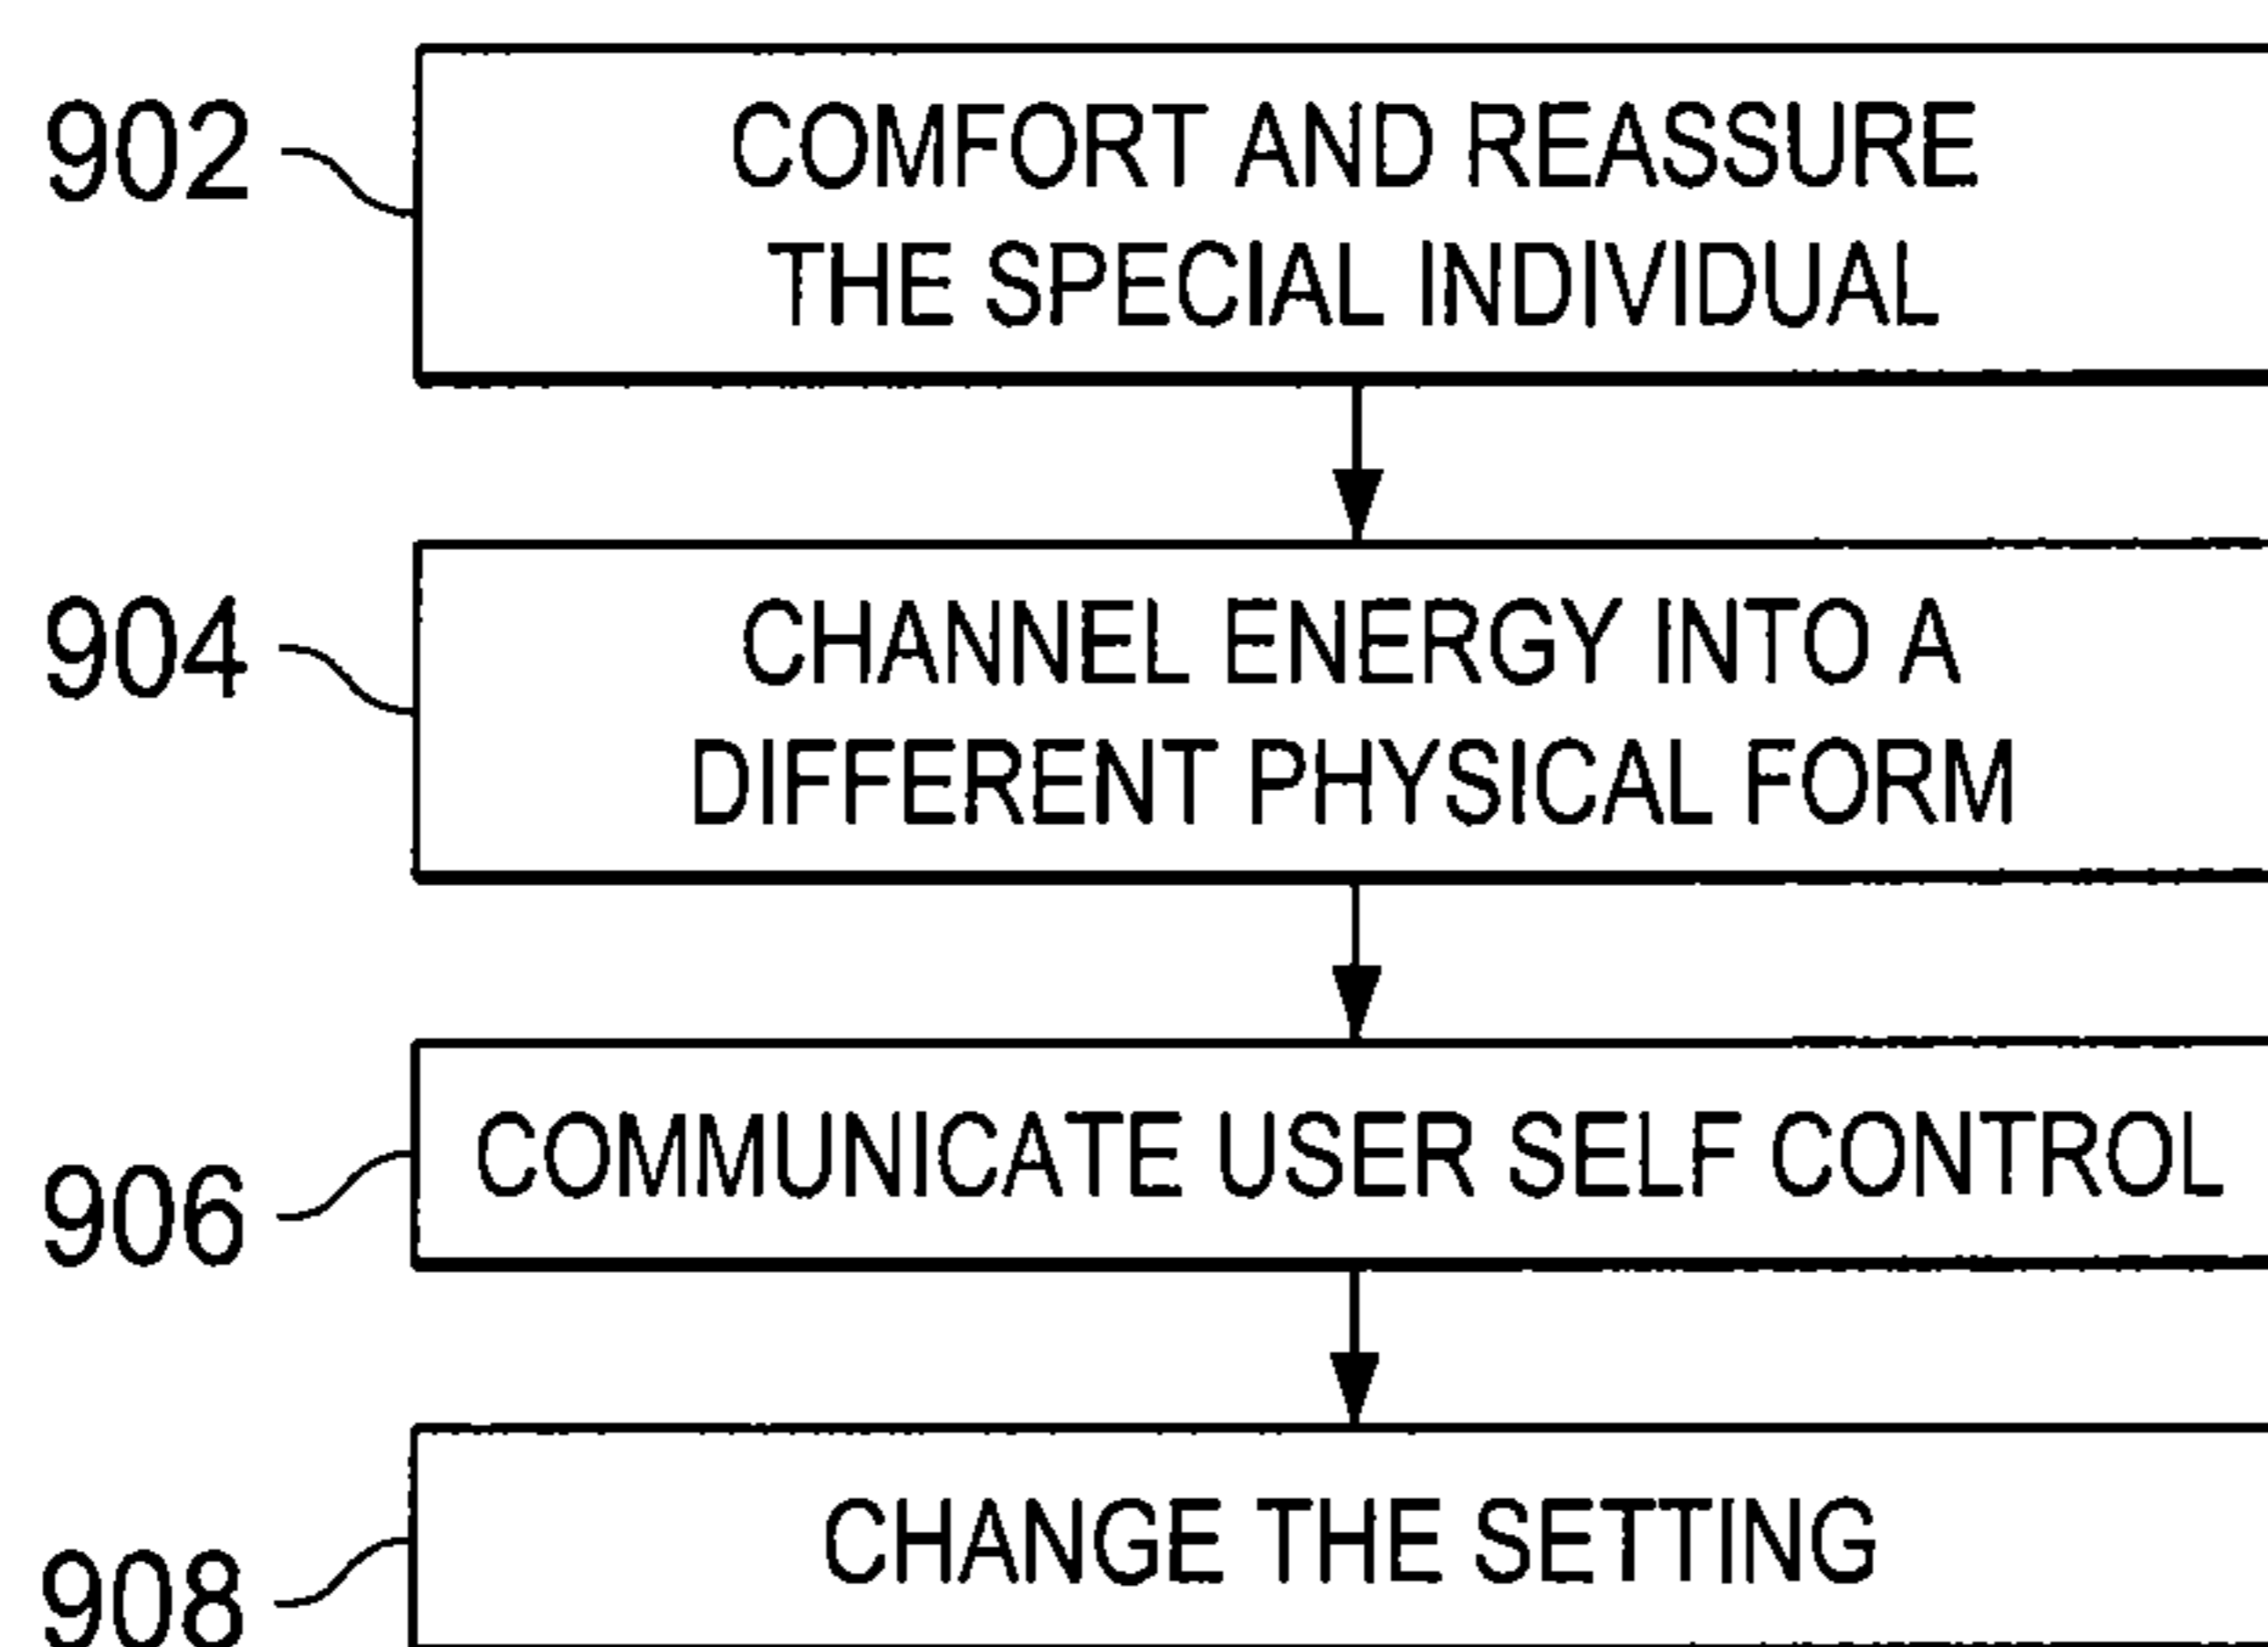 902
COMFORT AND REASSURE
THE SPECIAL INDIVIDUAL
904
CHANNEL ENERGY INTO A
DIFFERENT PHYSICAL FORM
906
COMMUNICATE USER SELF CONTROL
908
CHANGE THE SETTING